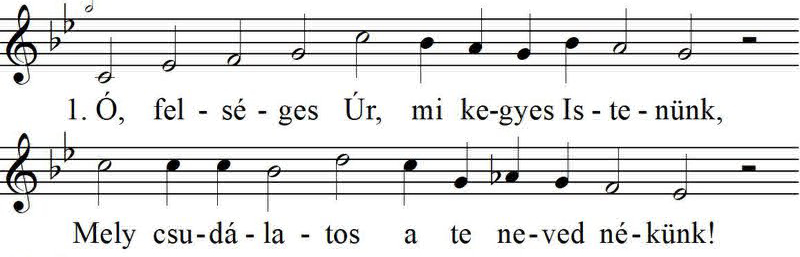 1. Ó, fel - sé - ges Úr, mi ke-gyes Is - te - nünk,
Mely csu-dá-la - tos a te ne-ved né-künk!